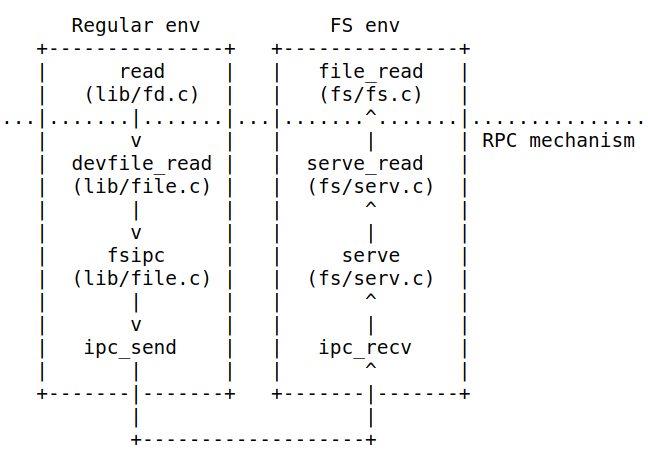 Regular env FS env
read file_read
(lib/fd.c) (fs/fs.c)
RPC mechanism
devfile_read serve_read
(lib/file.c) (fs/serv.c)
fsipc serve
(lib/file.c) (fs/serv.c)
ipc_send ipc_recv